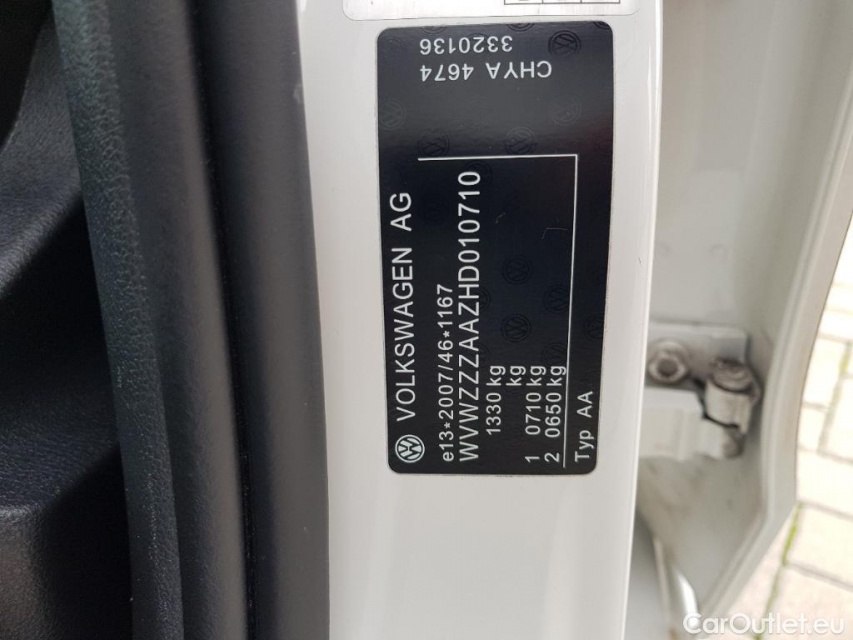 VOLKSWAGEN AG
e13*2007/46*1167
WVWZZZAAZHD010710
1330 kg
kg
1 0710 kg
2 0650 kg
Typ AA
CHYA 4674
3320136
CarOutlet.eu